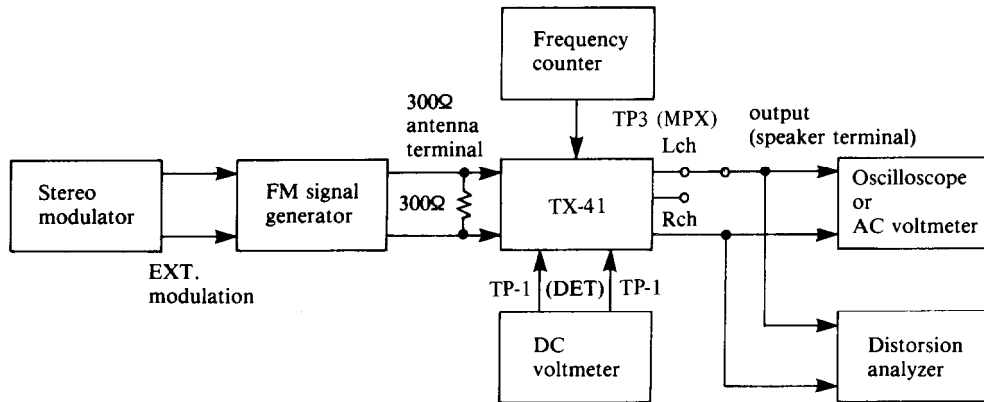 Frequency
counter
300Ω
antenna
terminal
TP3 (MPX)
output
(speaker terminal)
Lch
Stereo
modulator
FM signal
generator
300Ω
TX-41
Rch
Oscilloscope
or
AC voltmeter
EXT.
modulation
TP-1 (DET) TP-1
DC
voltmeter
Distorsion
analyzer